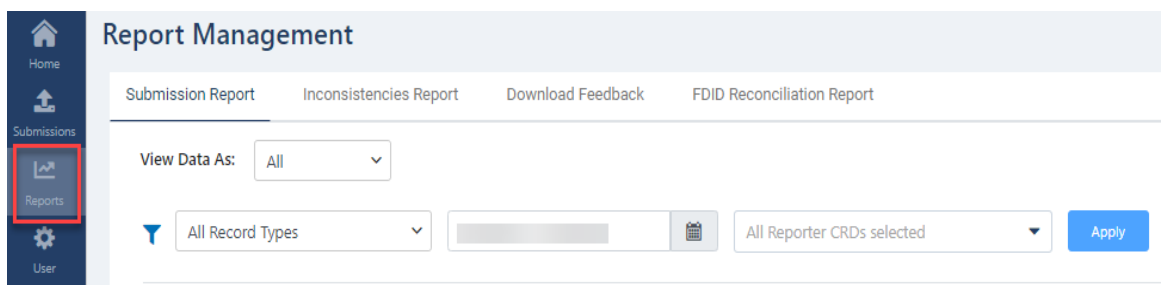 Report Management
Home
Submissions
Reports
User
Submission Report Inconsistencies Report Download Feedback FDID Reconciliation Report
View Data As: All
All Record Types All Reporter CRDs selected Apply